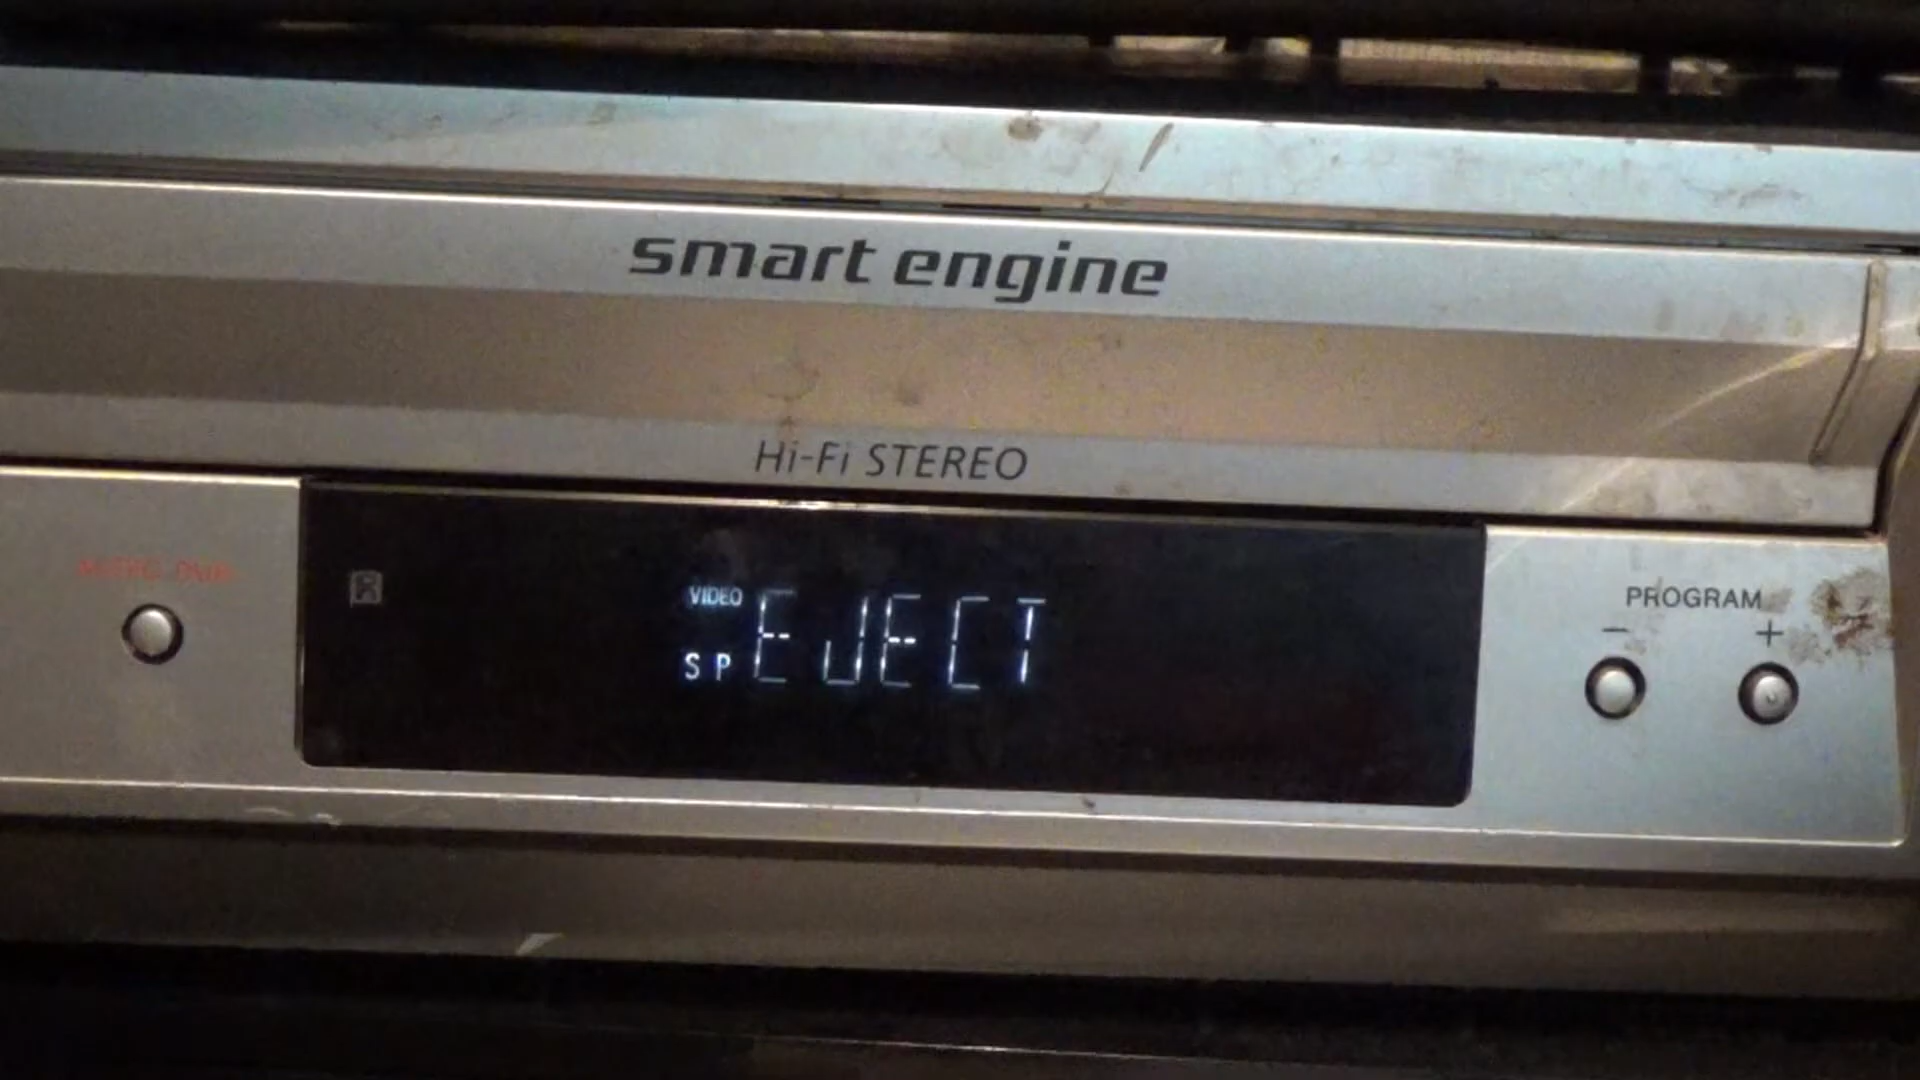 smart engine
Hi-Fi STEREO
VIDEO
EJECT
SP
PROGRAM
- +